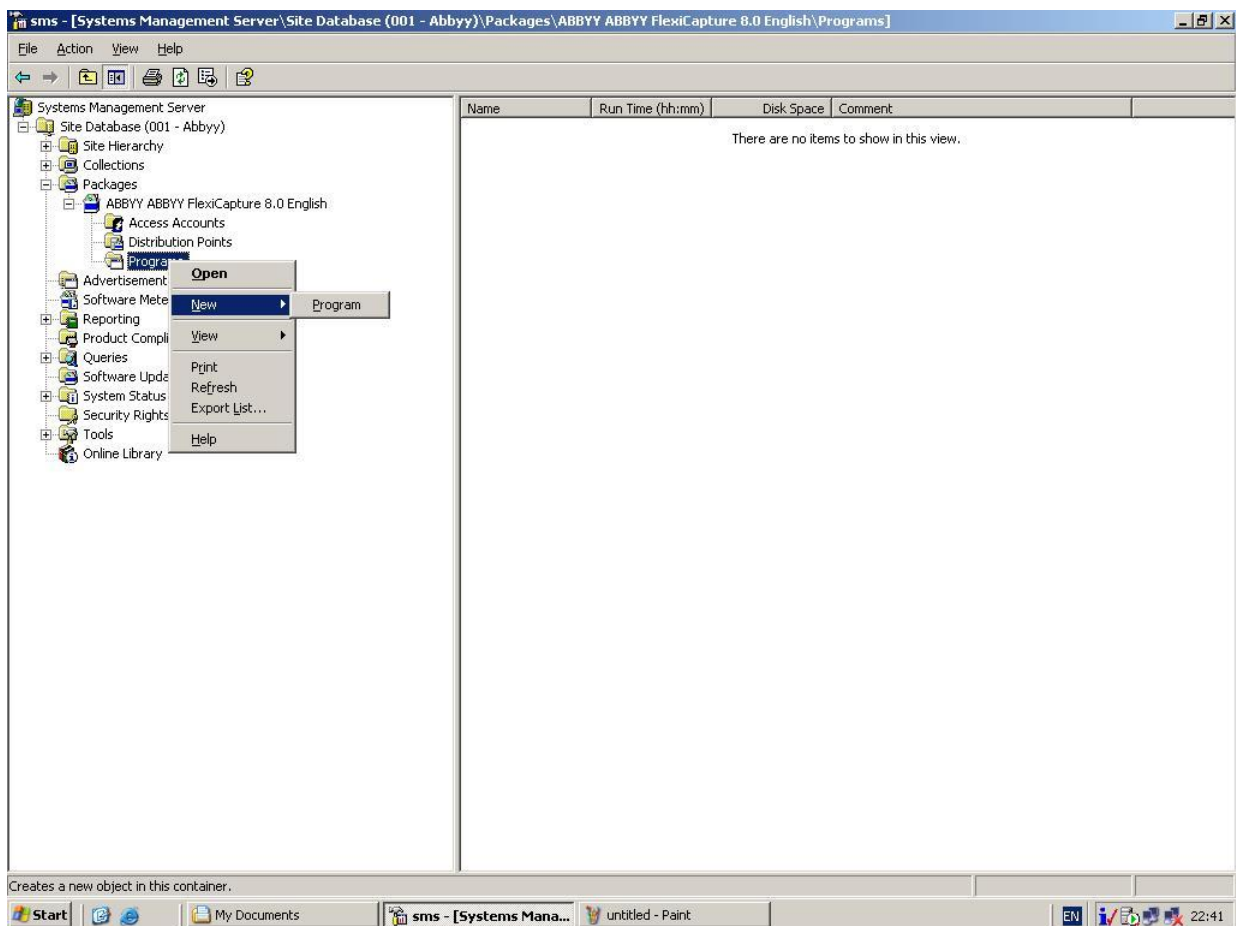 sms - [Systems Management Server\Site Database (001 - Abbyy)\Packages\ABBYY ABBYY FlexiCapture 8.0 English\Programs]
File Action View Help
Systems Management Server
Site Database (001 - Abbyy)
Site Hierarchy
Collections
Packages
ABBYY ABBYY FlexiCapture 8.0 English
Access Accounts
Distribution Points
Programs
Advertisement
Software Mete
Reporting
Product Compli
Queries
Software Upda
System Status
Security Rights
Tools
Online Library
Open
New
Program
View
Print
Refresh
Export List...
Help
Name Run Time (hh:mm) Disk Space Comment
There are no items to show in this view.
Creates a new object in this container.
Start My Documents sms - [Systems Mana... untitled - Paint EN 22:41